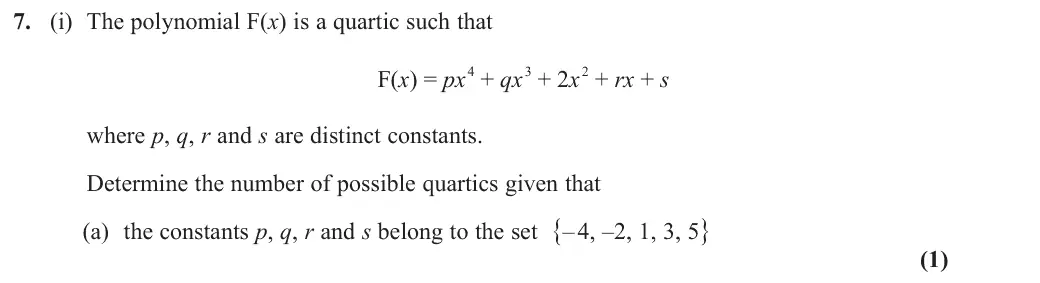 7. (i) The polynomial F(x) is a quartic such that
F(x) = px⁴ + qx³ + 2x² + rx + s
where p, q, r and s are distinct constants.
Determine the number of possible quartics given that
(a) the constants p, q, r and s belong to the set {–4, –2, 1, 3, 5}
(1)